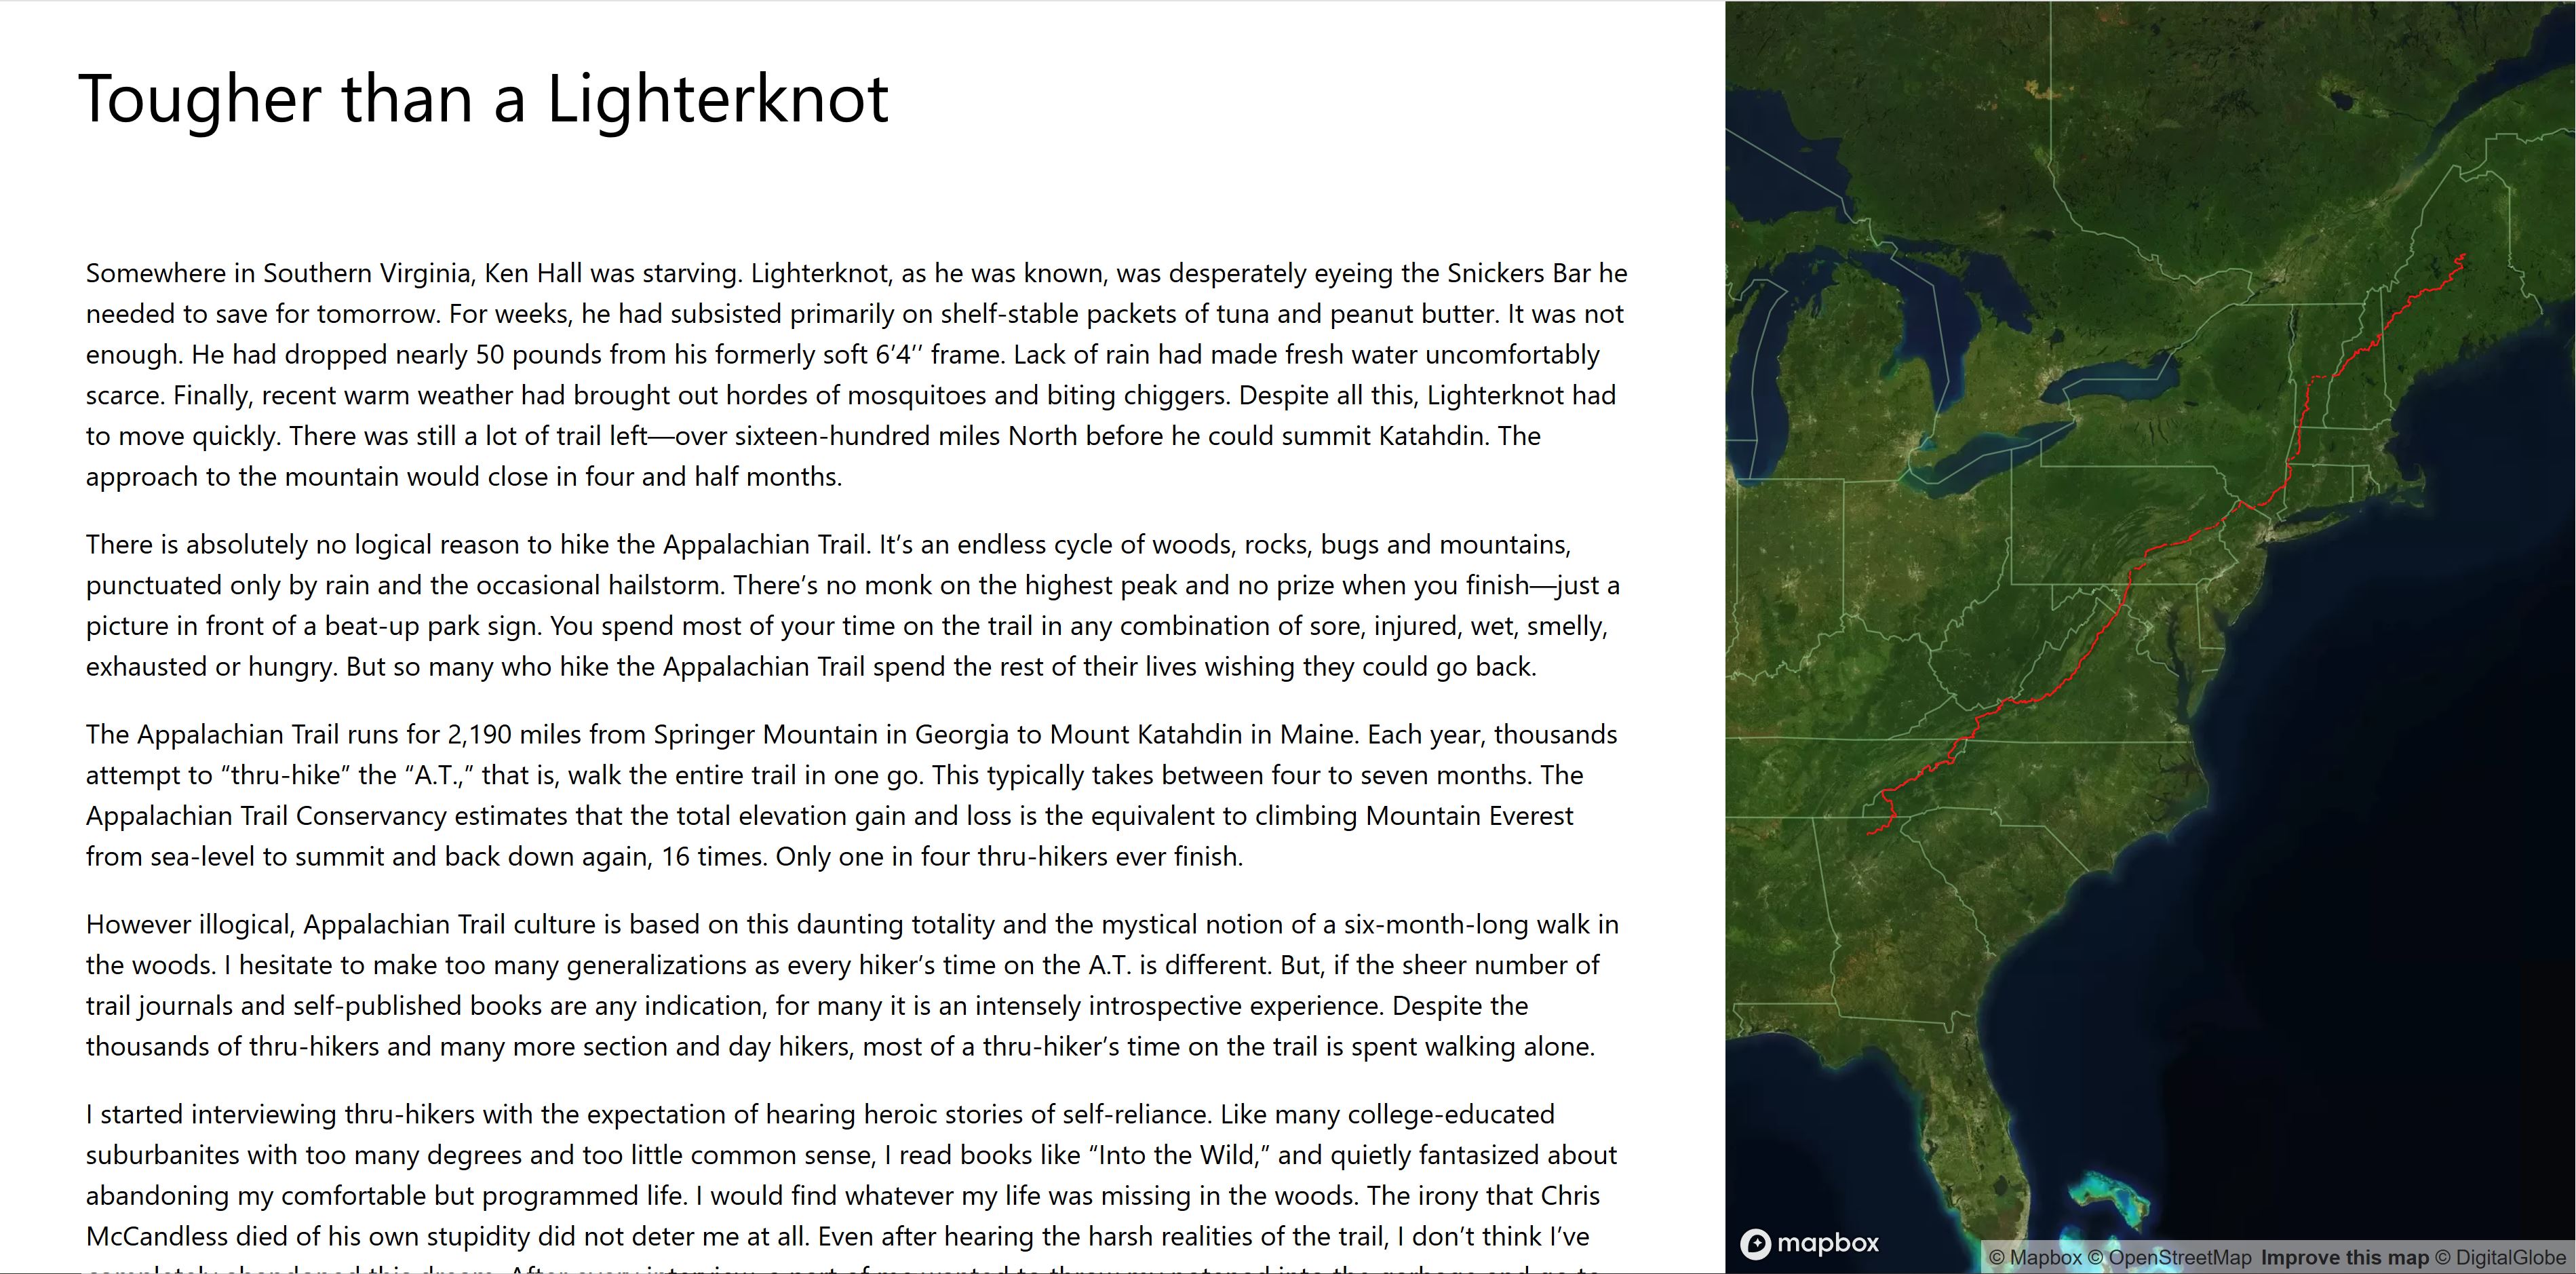 Tougher than a Lighterknot
Somewhere in Southern Virginia, Ken Hall was starving. Lighterknot, as he was known, was desperately eyeing the Snickers Bar he
needed to save for tomorrow. For weeks, he had subsisted primarily on shelf-stable packets of tuna and peanut butter. It was not
enough. He had dropped nearly 50 pounds from his formerly soft 6’4’’ frame. Lack of rain had made fresh water uncomfortably
scarce. Finally, recent warm weather had brought out hordes of mosquitoes and biting chiggers. Despite all this, Lighterknot had
to move quickly. There was still a lot of trail left—over sixteen-hundred miles North before he could summit Katahdin. The
approach to the mountain would close in four and half months.
There is absolutely no logical reason to hike the Appalachian Trail. It’s an endless cycle of woods, rocks, bugs and mountains,
punctuated only by rain and the occasional hailstorm. There’s no monk on the highest peak and no prize when you finish—just a
picture in front of a beat-up park sign. You spend most of your time on the trail in any combination of sore, injured, wet, smelly,
exhausted or hungry. But so many who hike the Appalachian Trail spend the rest of their lives wishing they could go back.
The Appalachian Trail runs for 2,190 miles from Springer Mountain in Georgia to Mount Katahdin in Maine. Each year, thousands
attempt to “thru-hike” the “A.T.,” that is, walk the entire trail in one go. This typically takes between four to seven months. The
Appalachian Trail Conservancy estimates that the total elevation gain and loss is the equivalent to climbing Mountain Everest
from sea-level to summit and back down again, 16 times. Only one in four thru-hikers ever finish.
However illogical, Appalachian Trail culture is based on this daunting totality and the mystical notion of a six-month-long walk in
the woods. I hesitate to make too many generalizations as every hiker’s time on the A.T. is different. But, if the sheer number of
trail journals and self-published books are any indication, for many it is an intensely introspective experience. Despite the
thousands of thru-hikers and many more section and day hikers, most of a thru-hiker’s time on the trail is spent walking alone.
I started interviewing thru-hikers with the expectation of hearing heroic stories of self-reliance. Like many college-educated
suburbanites with too many degrees and too little common sense, I read books like “Into the Wild,” and quietly fantasized about
abandoning my comfortable but programmed life. I would find whatever my life was missing in the woods. The irony that Chris
McCandless died of his own stupidity did not deter me at all. Even after hearing the harsh realities of the trail, I don’t think I’ve
mapbox
© Mapbox © OpenStreetMap Improve this map © DigitalGlobe